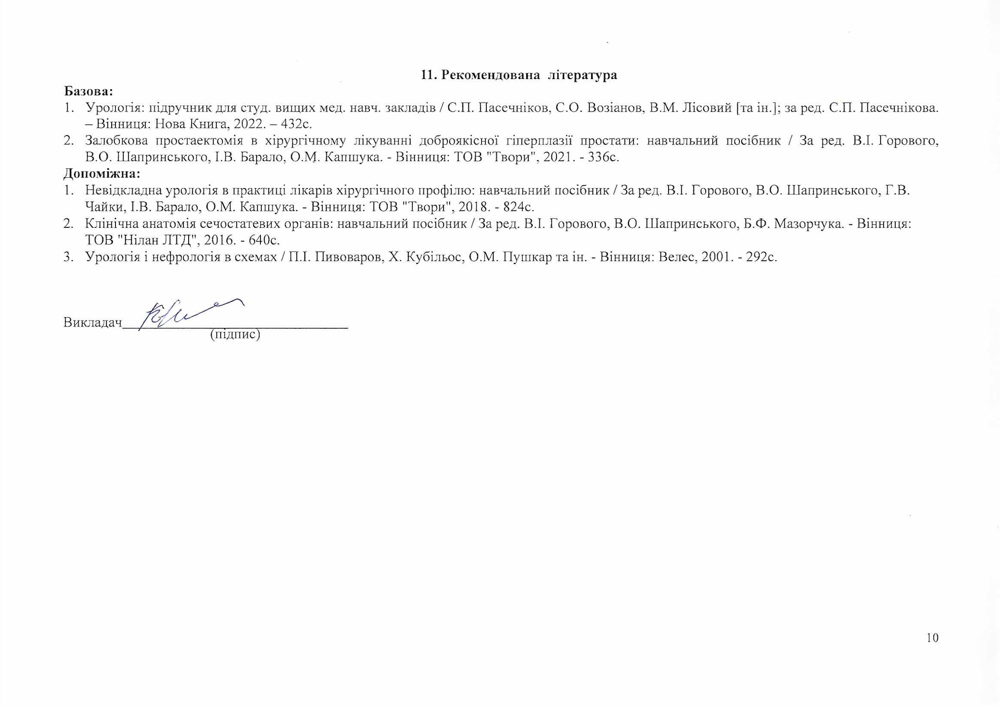 11. Рекомендована література
Базова:
1. Урологія: підручник для студ. вищих мед. навч. закладів / С.П. Пасечніков, С.О. Возіанов, В.М. Лісовий [та ін.]; за ред. С.П. Пасечнікова.
– Вінниця: Нова Книга, 2022. – 432с.
2. Залобкова простаектомія в хірургічному лікуванні доброякісної гіперплазії простати: навчальний посібник / За ред. В.І. Горового,
В.О. Шапринського, І.В. Барало, О.М. Капшука. - Вінниця: ТОВ "Твори", 2021. - 336с.
Допоміжна:
1. Невідкладна урологія в практиці лікарів хірургічного профілю: навчальний посібник / За ред. В.І. Горового, В.О. Шапринського, Г.В.
Чайки, І.В. Барало, О.М. Капшука. - Вінниця: ТОВ "Твори", 2018. - 824с.
2. Клінічна анатомія сечостатевих органів: навчальний посібник / За ред. В.І. Горового, В.О. Шапринського, Б.Ф. Мазорчука. - Вінниця:
ТОВ "Нілан ЛТД", 2016. - 640с.
3. Урологія і нефрологія в схемах / П.І. Пивоваров, Х. Кубільос, О.М. Пушкар та ін. - Вінниця: Велес, 2001. - 292с.
Викладач
(підпис)
10